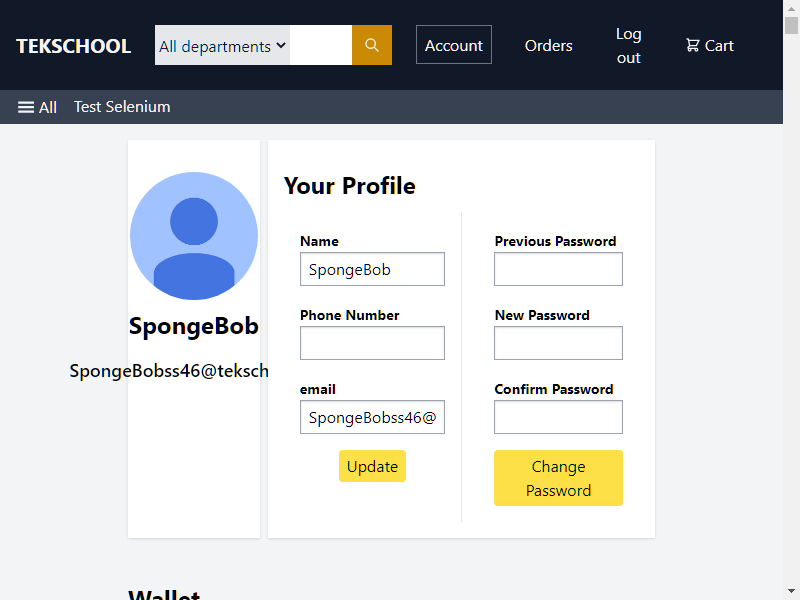 TEKSCHOOL
All departments
Account
Orders
Log
out
Cart
All
Test Selenium
SpongeBob
SpongeBobss46@teksch
Your Profile
Name
SpongeBob
Phone Number
email
SpongeBobss46@
Update
Previous Password
New Password
Confirm Password
Change
Password
Wallet